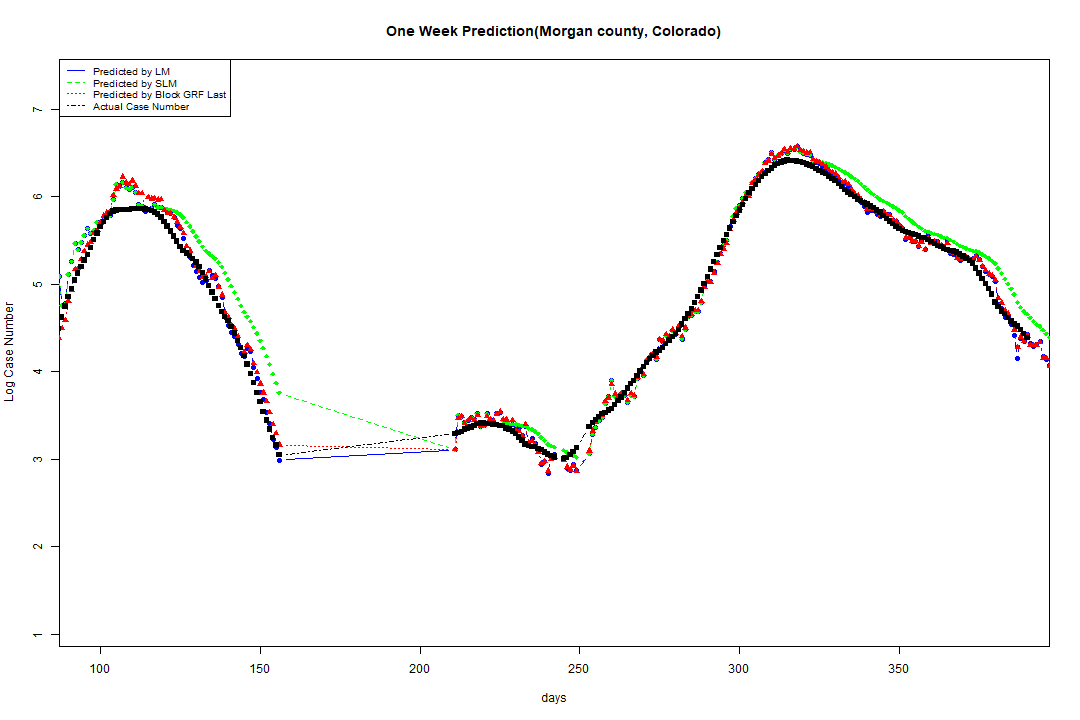 One Week Prediction(Morgan county, Colorado)
Predicted by LM
Predicted by SLM
Predicted by Block GRF Last
Actual Case Number
7
6
5
4
3
2
1
Log Case Number
100 150 200 250 300 350
days